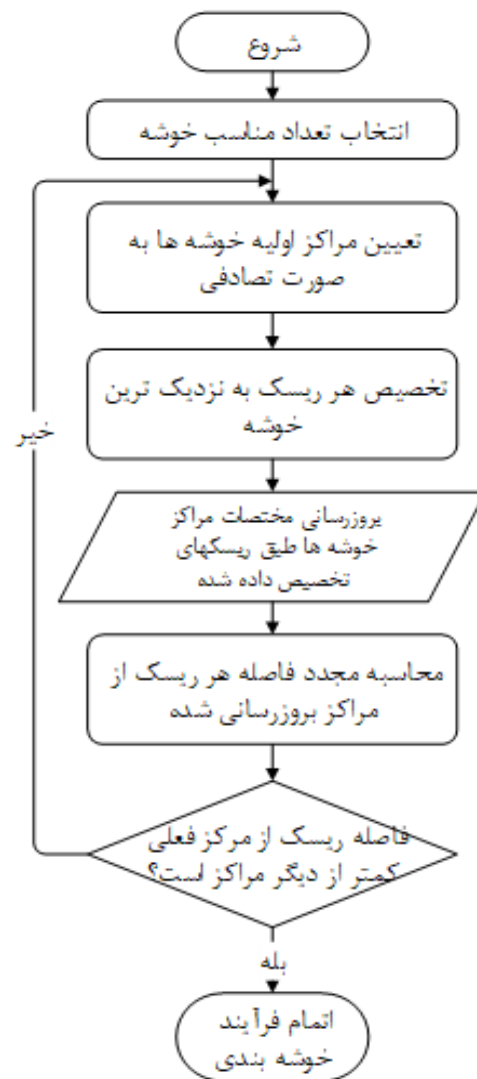 شروع
انتخاب تعداد مناسب خوشه
تعیین مراکز اولیه خوشه ها به
صورت تصادفی
تخصیص هر ریسک به نزدیک ترین
خوشه
بروزرسانی مختصات مراکز
خوشه ها طبق ریسکهای
تخصیص داده شده
محاسبه مجدد فاصله هر ریسک از
مراکز بروزرسانی شده
فاصله ریسک از مرکز فعلی
کمتر از دیگر مراکز است؟
خیر
بله
اتمام فرآیند
خوشه بندی